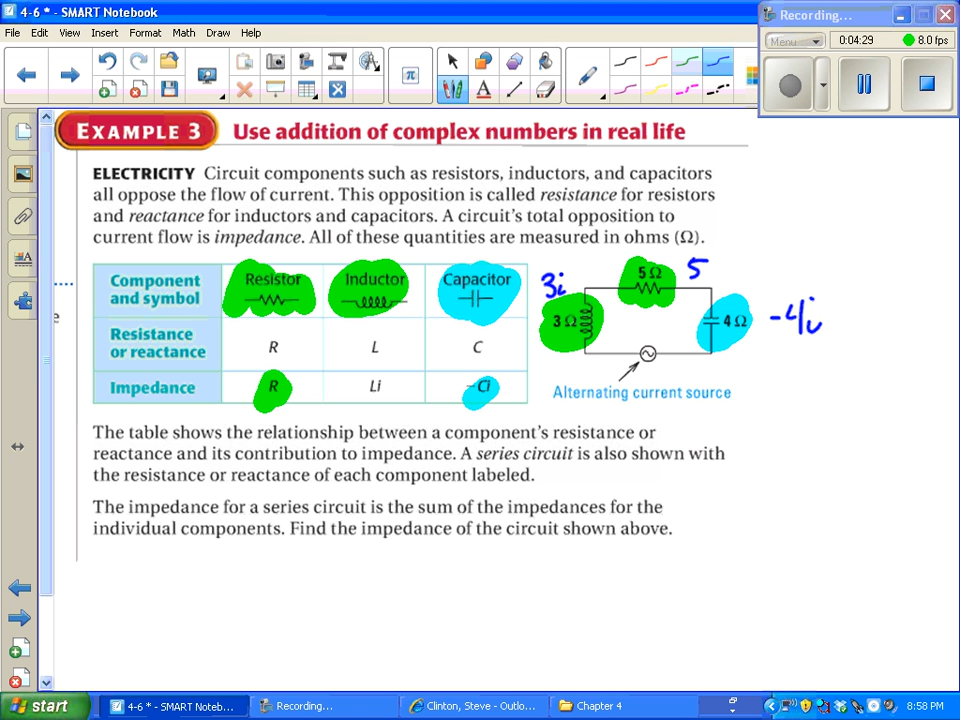 4-6 * - SMART Notebook
Recording...
File Edit View Insert Format Math Draw Help
Menu
0:04:29
8.0 fps
π
A
EXAMPLE 3 Use addition of complex numbers in real life
ELECTRICITY Circuit components such as resistors, inductors, and capacitors
all oppose the flow of current. This opposition is called resistance for resistors
and reactance for inductors and capacitors. A circuit's total opposition to
current flow is impedance. All of these quantities are measured in ohms (Ω).
Component and symbol
Resistor
Inductor
Capacitor
Resistance or reactance
R
L
C
Impedance
R
Li
−Ci
3i
5 Ω
5
3 Ω
4 Ω
-4i
Alternating current source
e
The table shows the relationship between a component's resistance or
reactance and its contribution to impedance. A series circuit is also shown with
the resistance or reactance of each component labeled.
The impedance for a series circuit is the sum of the impedances for the
individual components. Find the impedance of the circuit shown above.
start
4-6 * - SMART Noteb...
Recording...
Clinton, Steve - Outlo...
Chapter 4
8:58 PM